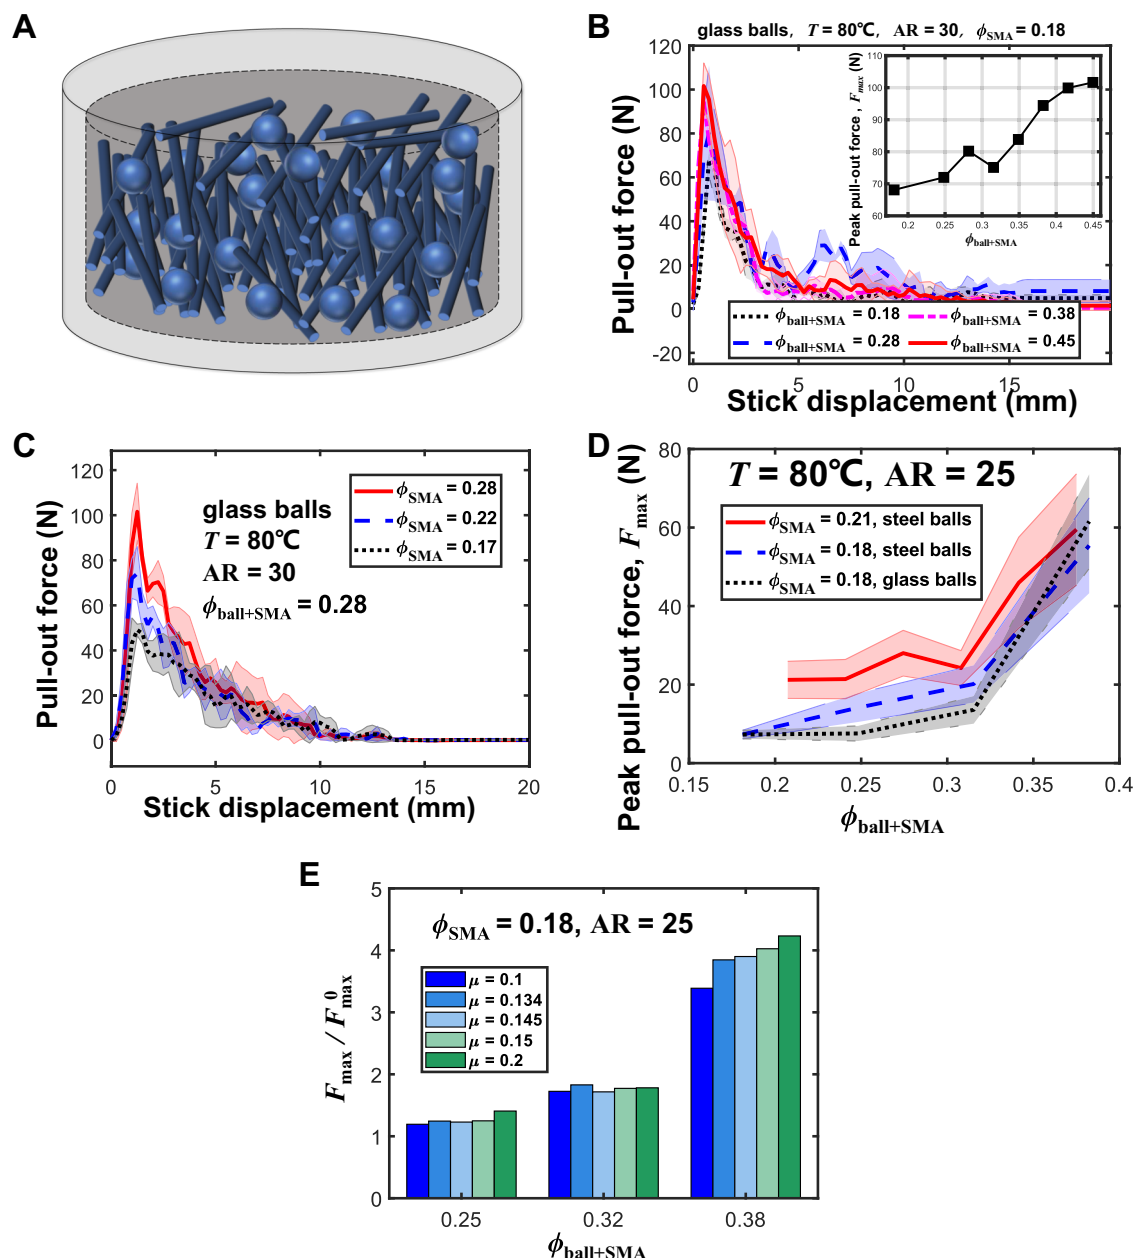 A
B
glass balls, T = 80℃, AR = 30, ϕSMA = 0.18
Pull-out force (N)
120
100
80
60
40
20
0
-20
0
5
10
15
Stick displacement (mm)
Peak pull-out force , Fmax (N)
110
100
90
80
70
60
0.2
0.25
0.3
0.35
0.4
0.45
ϕball+SMA
ϕball+SMA = 0.18
ϕball+SMA = 0.28
ϕball+SMA = 0.38
ϕball+SMA = 0.45
C
Pull-out force (N)
120
100
80
60
40
20
0
0
5
10
15
20
Stick displacement (mm)
glass balls
T = 80℃
AR = 30
ϕball+SMA = 0.28
ϕSMA = 0.28
ϕSMA = 0.22
ϕSMA = 0.17
D
Peak pull-out force, Fmax (N)
80
60
40
20
0
0.15
0.2
0.25
0.3
0.35
0.4
ϕball+SMA
T = 80℃, AR = 25
ϕSMA = 0.21, steel balls
ϕSMA = 0.18, steel balls
ϕSMA = 0.18, glass balls
E
Fmax / F0max
5
4
3
2
1
0
0.25
0.32
0.38
ϕball+SMA
ϕSMA = 0.18, AR = 25
μ = 0.1
μ = 0.134
μ = 0.145
μ = 0.15
μ = 0.2